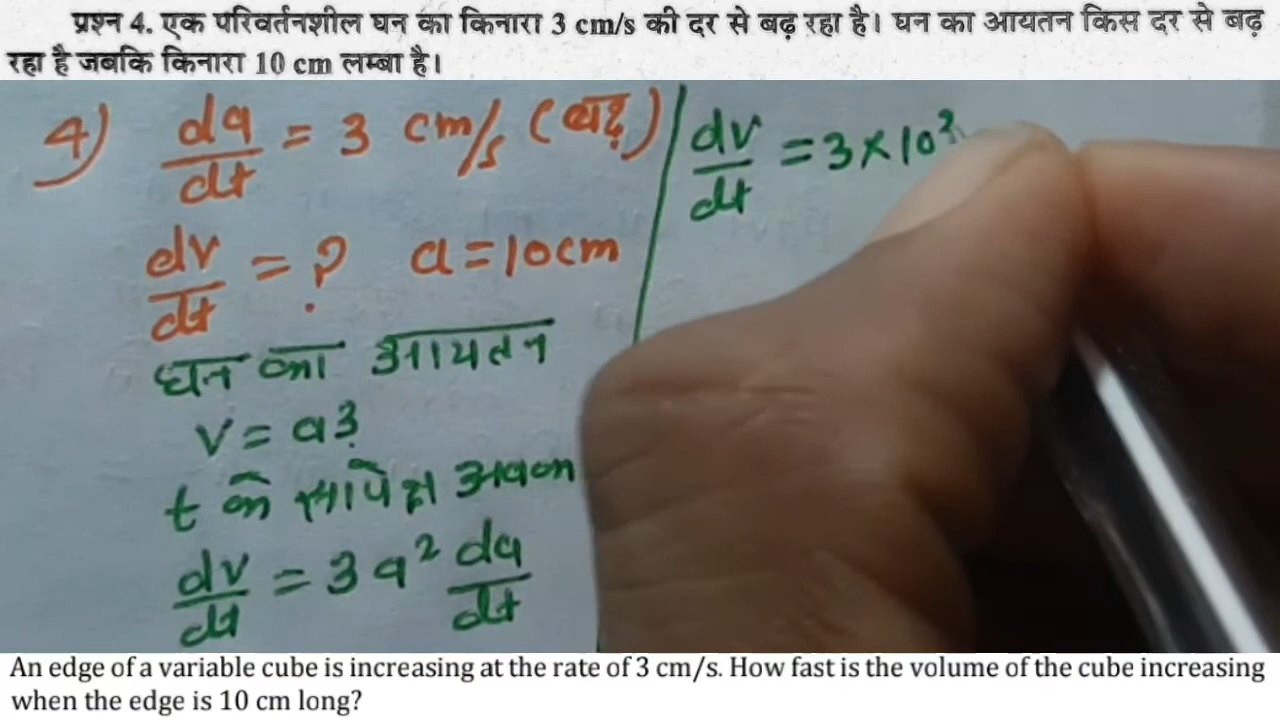 प्रश्न 4. एक परिवर्तनशील घन का किनारा 3 cm/s की दर से बढ़ रहा है। घन का आयतन किस दर से बढ़
रहा है जबकि किनारा 10 cm लम्बा है।
4) da/dt = 3 cm/s (बढ़)
dv/dt = ? a = 10cm
घन का आयतन
v = a3
t के सापेक्ष अवक
dv/dt = 3a² da/dt
dv/dt = 3×10²
An edge of a variable cube is increasing at the rate of 3 cm/s. How fast is the volume of the cube increasing
when the edge is 10 cm long?